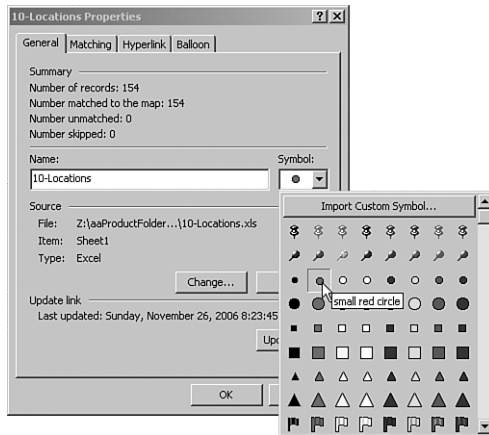 10-Locations Properties
General Matching Hyperlink Balloon
Summary
Number of records: 154
Number matched to the map: 154
Number unmatched: 0
Number skipped: 0
Name: Symbol:
10-Locations
Import Custom Symbol...
Source
File: Z:\aaProductFolder...\10-Locations.xls
Item: Sheet1
Type: Excel
small red circle
Change...
Update link
Last updated: Sunday, November 26, 2006 8:23:45
OK